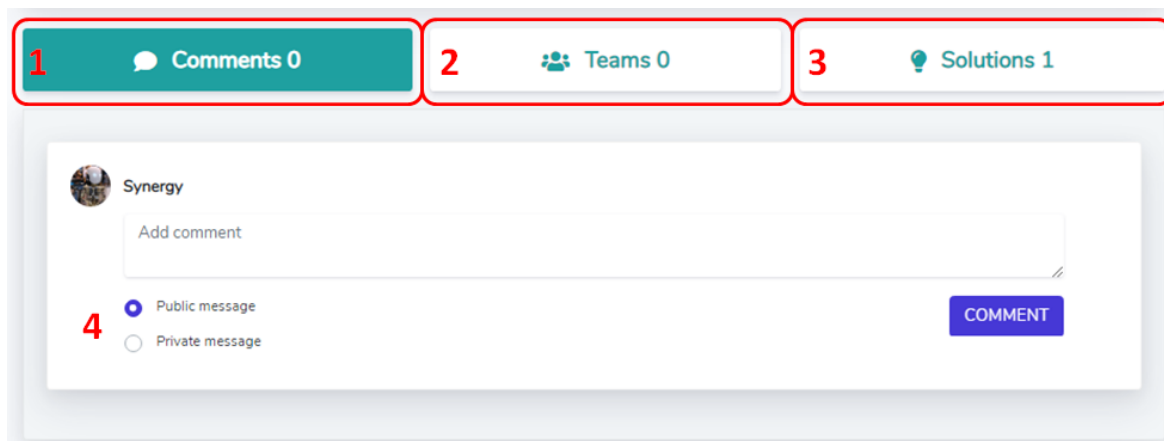 1 Comments 0
2 Teams 0
3 Solutions 1
Synergy
Add comment
Public message
4
Private message
COMMENT